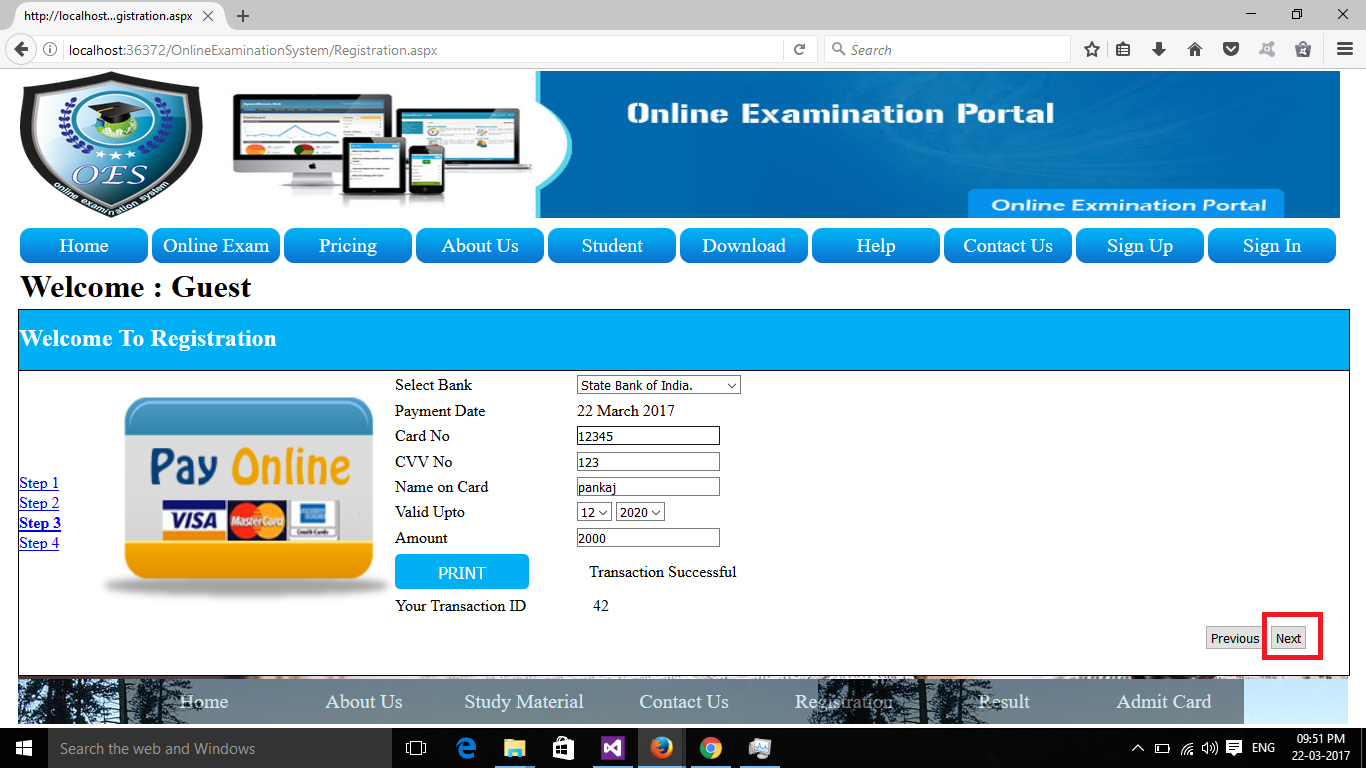 http://localhost...gistration.aspx
localhost:36372/OnlineExaminationSystem/Registration.aspx
Search
OES
online examination system
Online Examination Portal
Online Exmination Portal
Home Online Exam Pricing About Us Student Download Help Contact Us Sign Up Sign In
Welcome : Guest
Welcome To Registration
Step 1
Step 2
Step 3
Step 4
Pay Online
VISA MasterCard
Select Bank State Bank of India.
Payment Date 22 March 2017
Card No 12345
CVV No 123
Name on Card pankaj
Valid Upto 12 2020
Amount 2000
PRINT Transaction Successful
Your Transaction ID 42
Previous Next
Home About Us Study Material Contact Us Registration Result Admit Card
Search the web and Windows
ENG
09:51 PM
22-03-2017